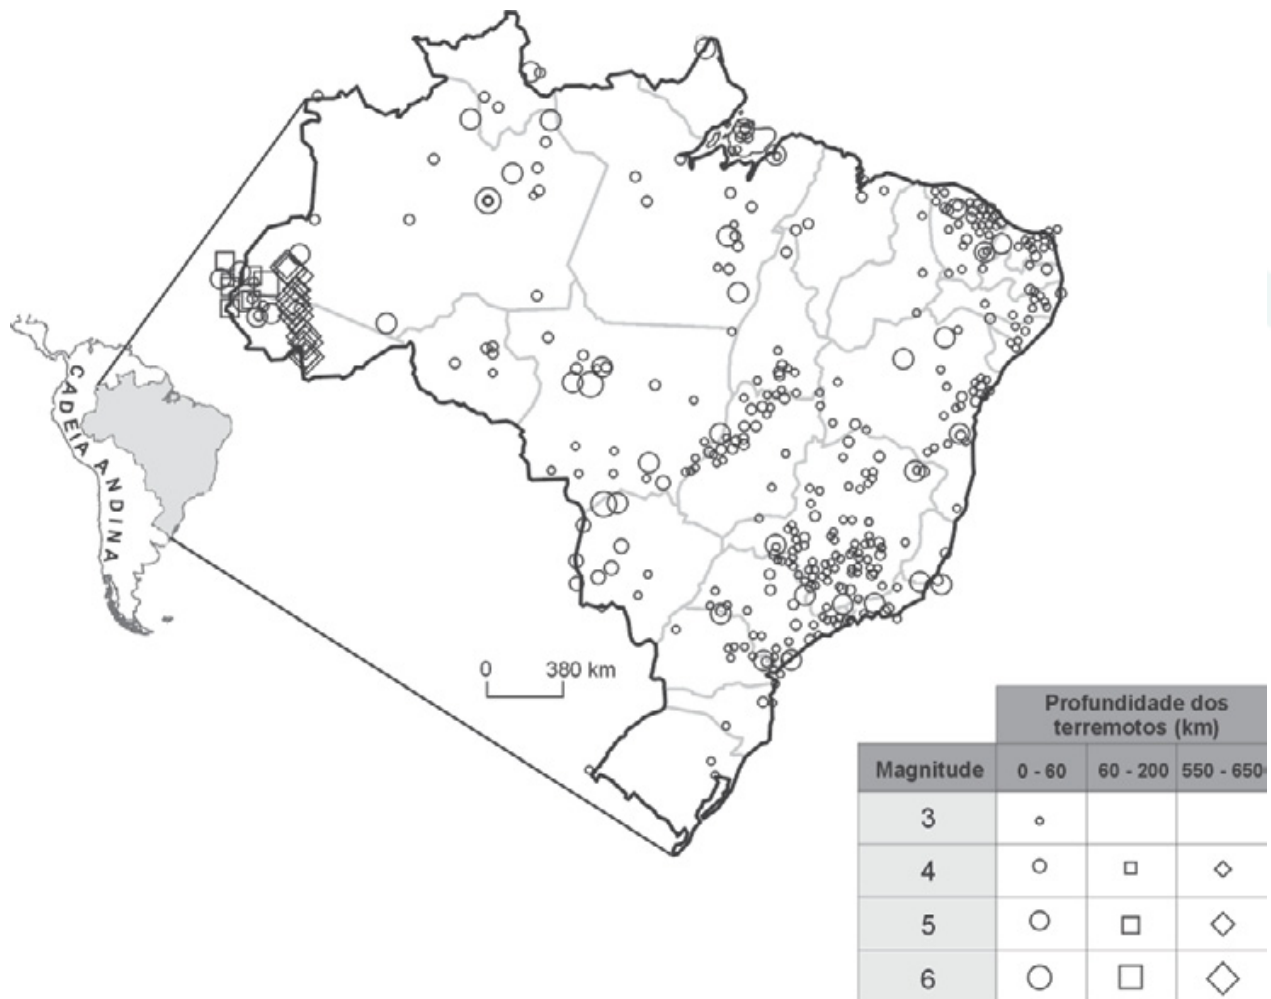 CADEIA ANDINA
0 380 km
Profundidade dos
terremotos (km)
Magnitude 0 - 60 60 - 200 550 - 650
3
4
5
6